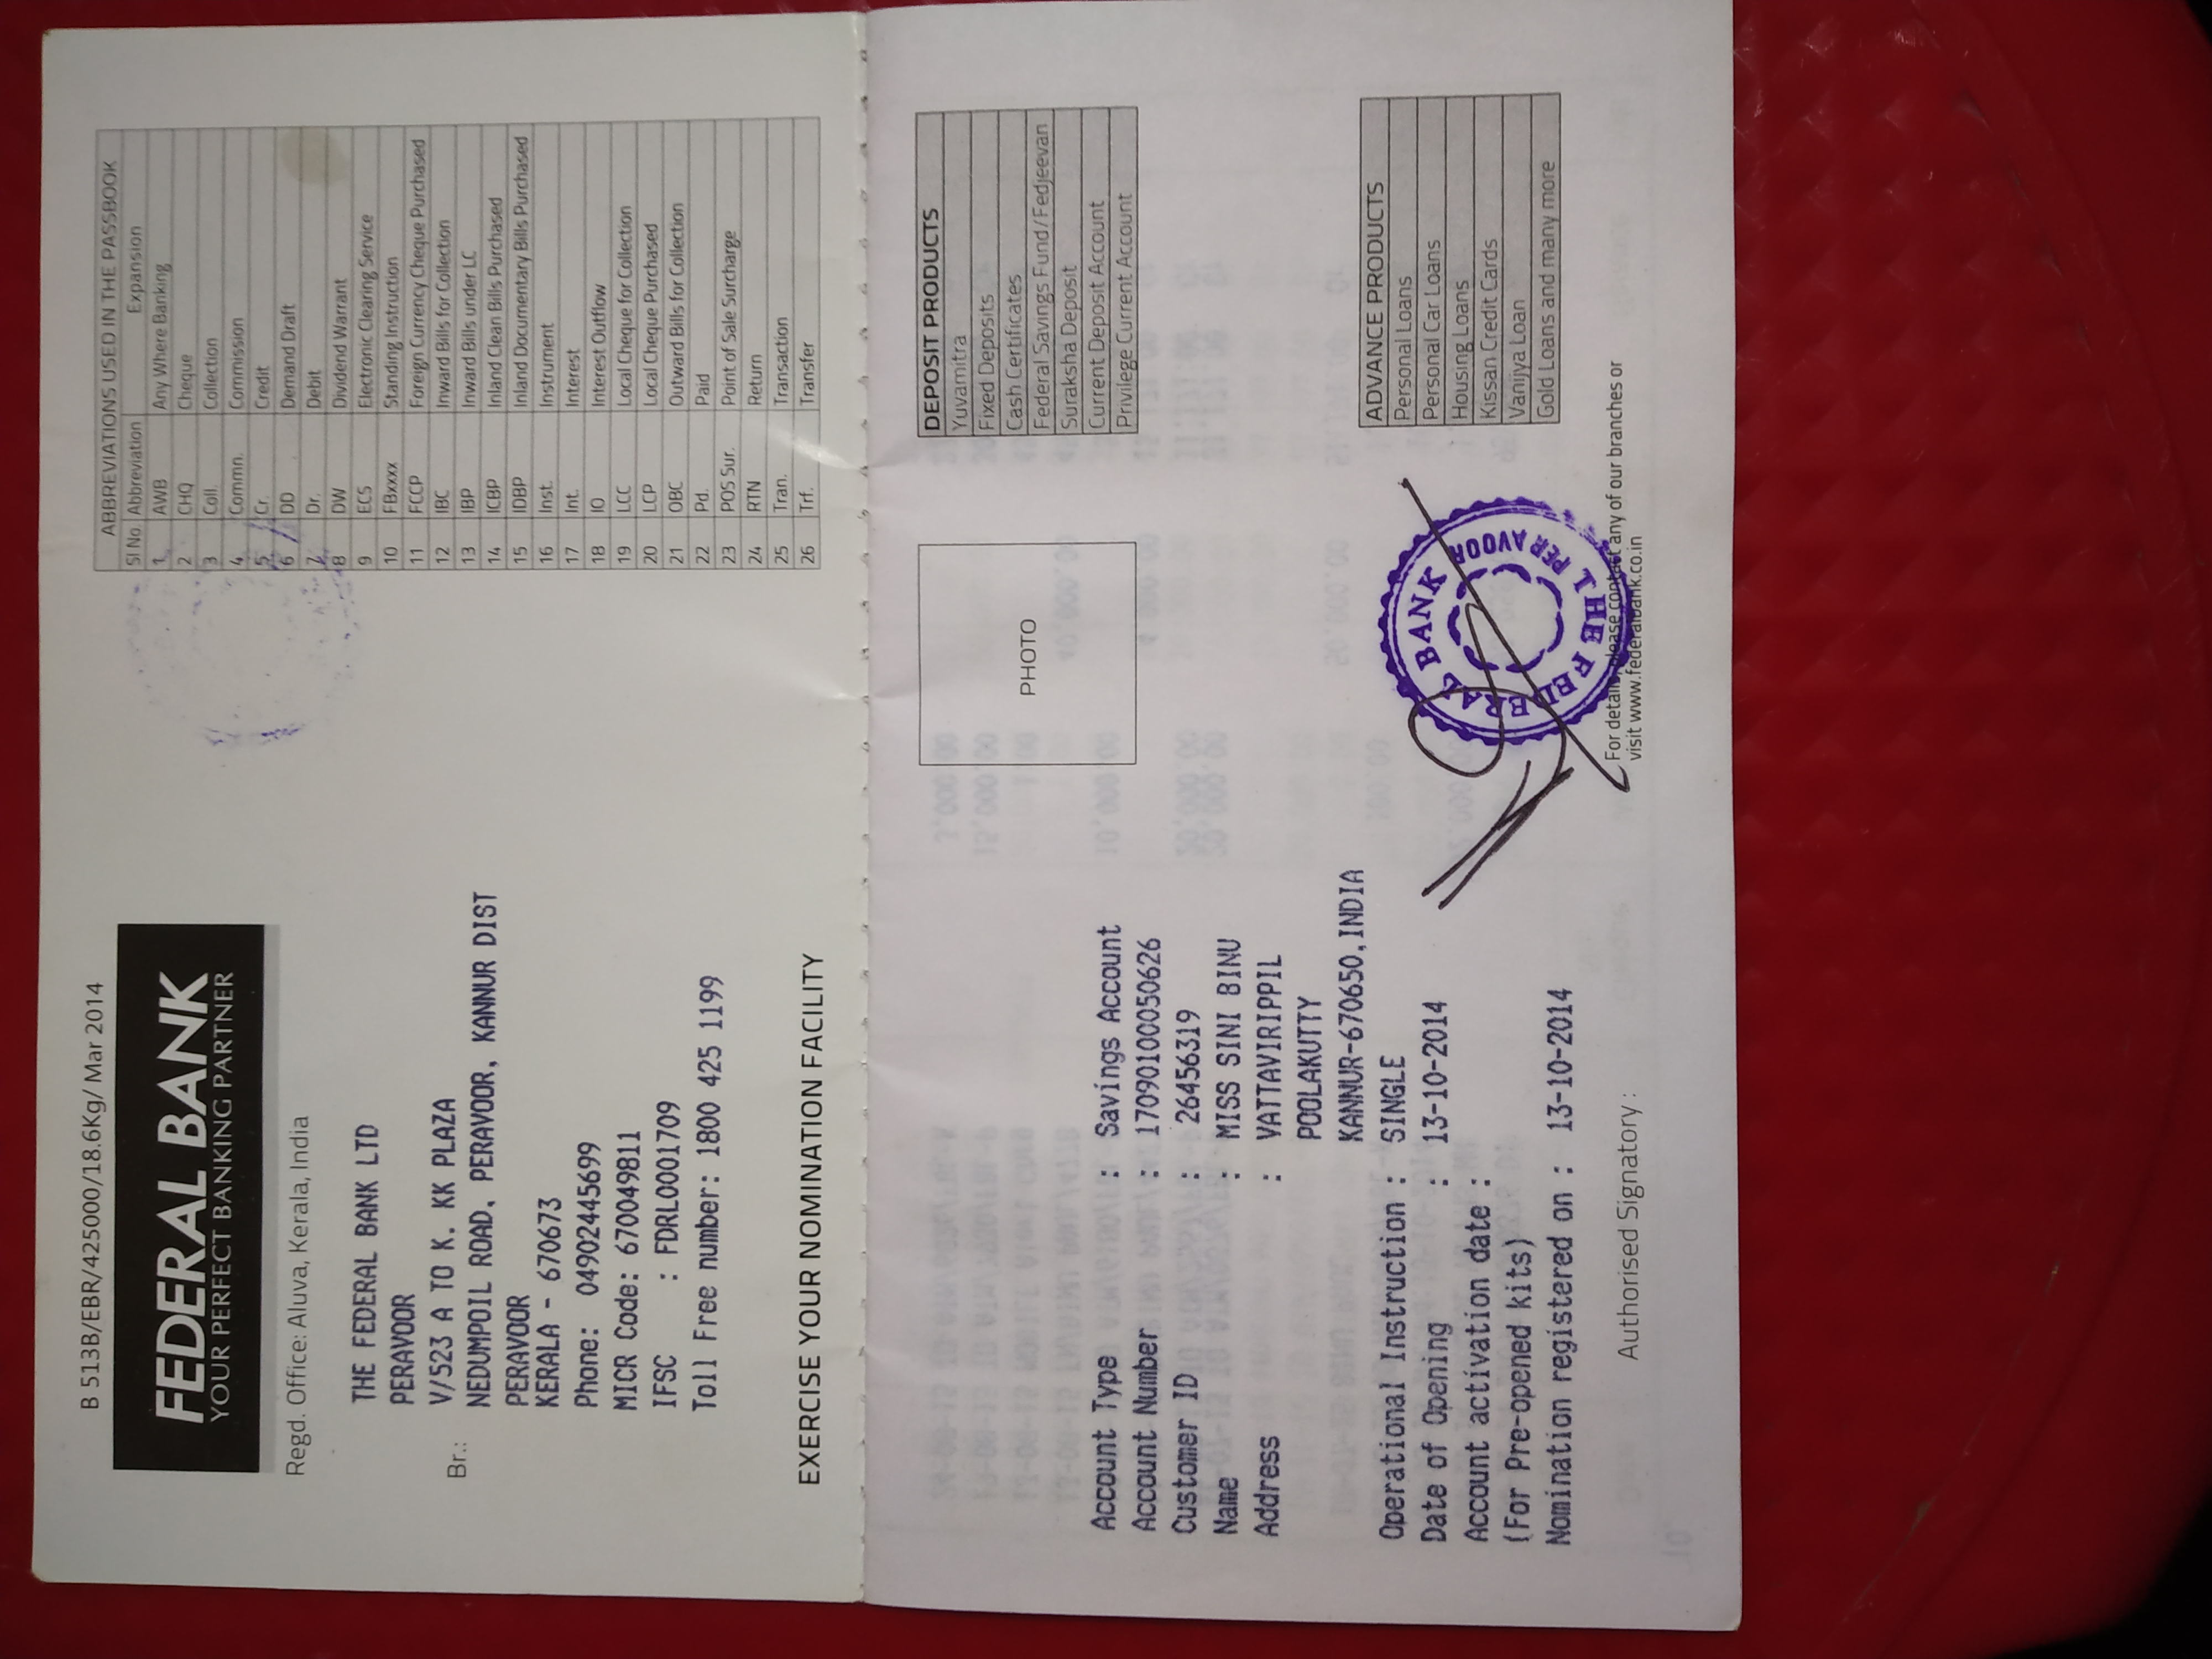 B 513B/EBR/425000/18.6Kg/ Mar 2014
FEDERAL BANK
YOUR PERFECT BANKING PARTNER
Regd. Office: Aluva, Kerala, India
THE FEDERAL BANK LTD
PERAVOOR
Br.: V/523 A TO K. KK PLAZA
NEDUMPOIL ROAD, PERAVOOR, KANNUR DIST
PERAVOOR
KERALA - 670673
Phone: 04902445699
MICR Code: 670049811
IFSC : FDRL0001709
Toll Free number: 1800 425 1199
EXERCISE YOUR NOMINATION FACILITY
ABBREVIATIONS USED IN THE PASSBOOK
Sl No. Abbreviation Expansion
1 AWB Any Where Banking
2 CHQ Cheque
3 Coll. Collection
4 Commn. Commission
5 Cr. Credit
6 DD Demand Draft
7 Dr. Debit
8 DW Dividend Warrant
9 ECS Electronic Clearing Service
10 FBxxxx Standing Instruction
11 FCCP Foreign Currency Cheque Purchased
12 IBC Inward Bills for Collection
13 IBP Inward Bills under LC
14 ICBP Inland Clean Bills Purchased
15 IDBP Inland Documentary Bills Purchased
16 Inst. Instrument
17 Int. Interest
18 IO Interest Outflow
19 LCC Local Cheque for Collection
20 LCP Local Cheque Purchased
21 OBC Outward Bills for Collection
22 Pd. Paid
23 POS Sur. Point of Sale Surcharge
24 RTN Return
25 Tran. Transaction
26 Trf. Transfer
PHOTO
DEPOSIT PRODUCTS
Yuvamitra
Fixed Deposits
Cash Certificates
Federal Savings Fund/Fedjeevan
Suraksha Deposit
Current Deposit Account
Privilege Current Account
Account Type : Savings Account
Account Number : 17090100050626
Customer ID : 26456319
Name : MISS SINI BINU
Address : VATTAVIRIPPIL
POOLAKUTTY
KANNUR-670650,INDIA
Operational Instruction : SINGLE
Date of Opening : 13-10-2014
Account activation date :
(For Pre-opened kits)
Nomination registered on : 13-10-2014
Authorised Signatory :
THE FEDERAL BANK
PERAVOOR
ADVANCE PRODUCTS
Personal Loans
Personal Car Loans
Housing Loans
Kissan Credit Cards
Vanijya Loan
Gold Loans and many more
For details, please contact any of our branches or
visit www.federalbank.co.in